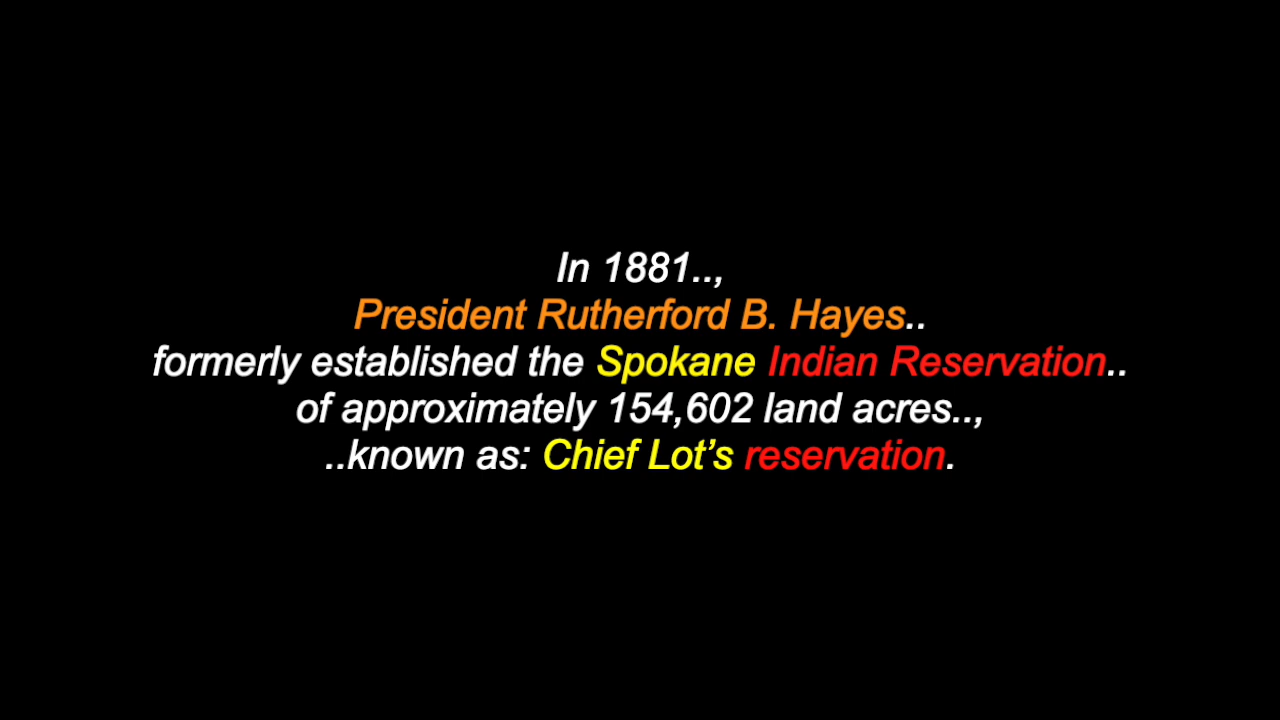 In 1881..,
President Rutherford B. Hayes..
formerly established the Spokane Indian Reservation..
of approximately 154,602 land acres..,
..known as: Chief Lot’s reservation.